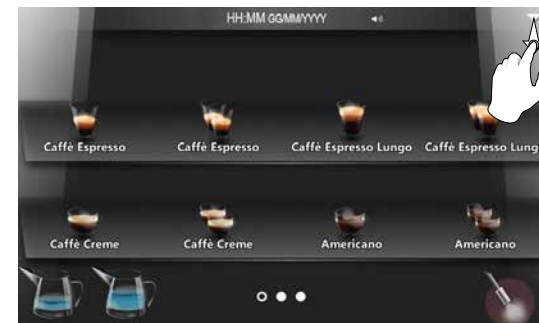 HH:MM GG/MM/YYYY
Caffè Espresso Caffè Espresso Caffè Espresso Lungo Caffè Espresso Lung
Caffè Creme Caffè Creme Americano Americano